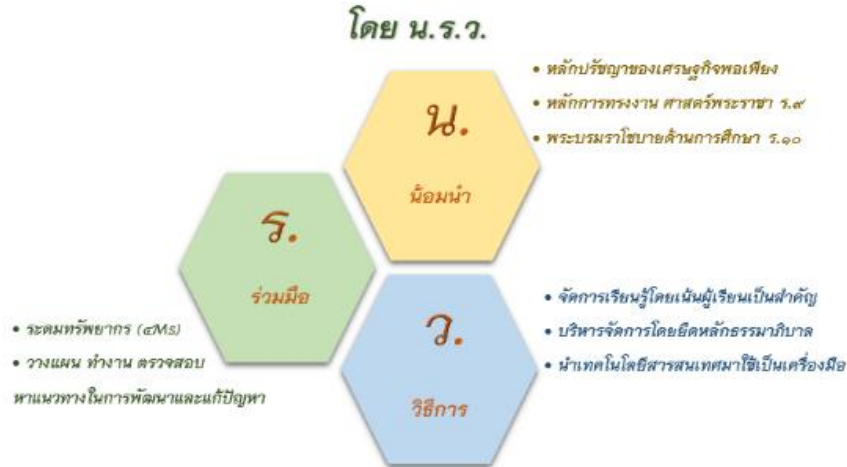 โดย น.ร.ว.
น.
น้อมนำ
• หลักปรัชญาของเศรษฐกิจพอเพียง
• หลักการทรงงาน ศาสตร์พระราชา ร.๙
• พระบรมราโชบายด้านการศึกษา ร.๑๐
ร.
ร่วมมือ
• ระดมทรัพยากร (๔Ms)
• วางแผน ทำงาน ตรวจสอบ
หาแนวทางในการพัฒนาและแก้ปัญหา
ว.
วิธีการ
• จัดการเรียนรู้โดยเน้นผู้เรียนเป็นสำคัญ
• บริหารจัดการโดยยึดหลักธรรมาภิบาล
• นำเทคโนโลยีสารสนเทศมาใช้เป็นเครื่องมือ